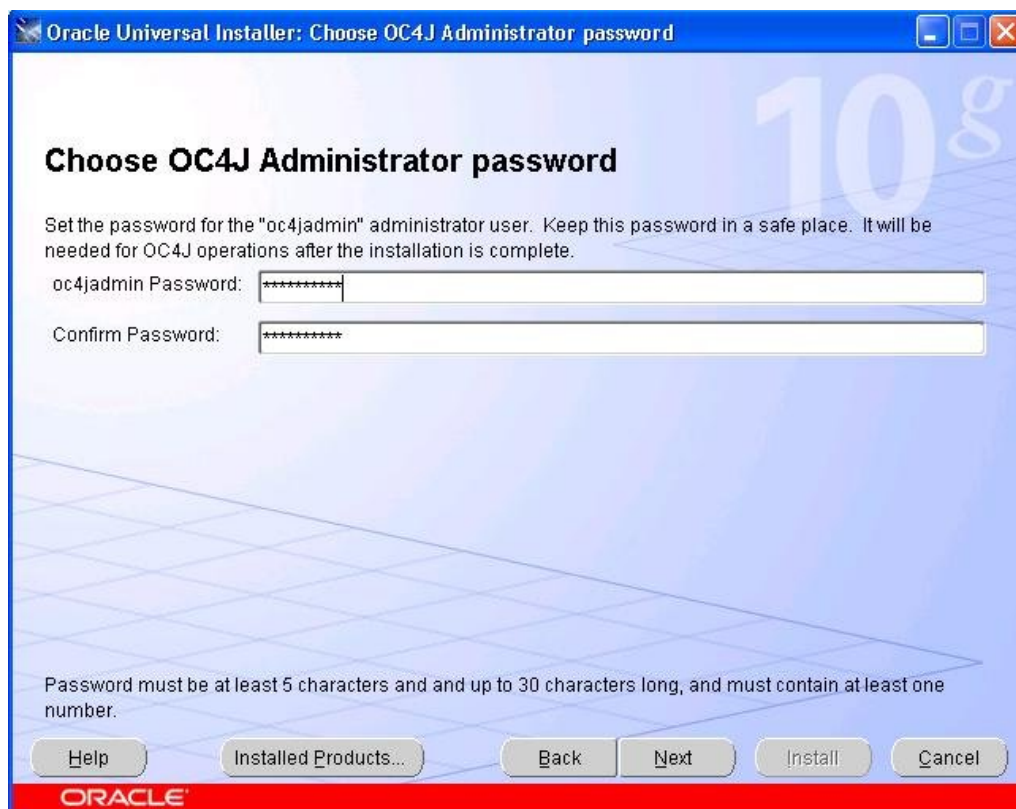 Oracle Universal Installer: Choose OC4J Administrator password
10g
Choose OC4J Administrator password
Set the password for the "oc4jadmin" administrator user. Keep this password in a safe place. It will be
needed for OC4J operations after the installation is complete.
oc4jadmin Password: **********
Confirm Password: **********
Password must be at least 5 characters and and up to 30 characters long, and must contain at least one
number.
Help Installed Products... Back Next Install Cancel
ORACLE